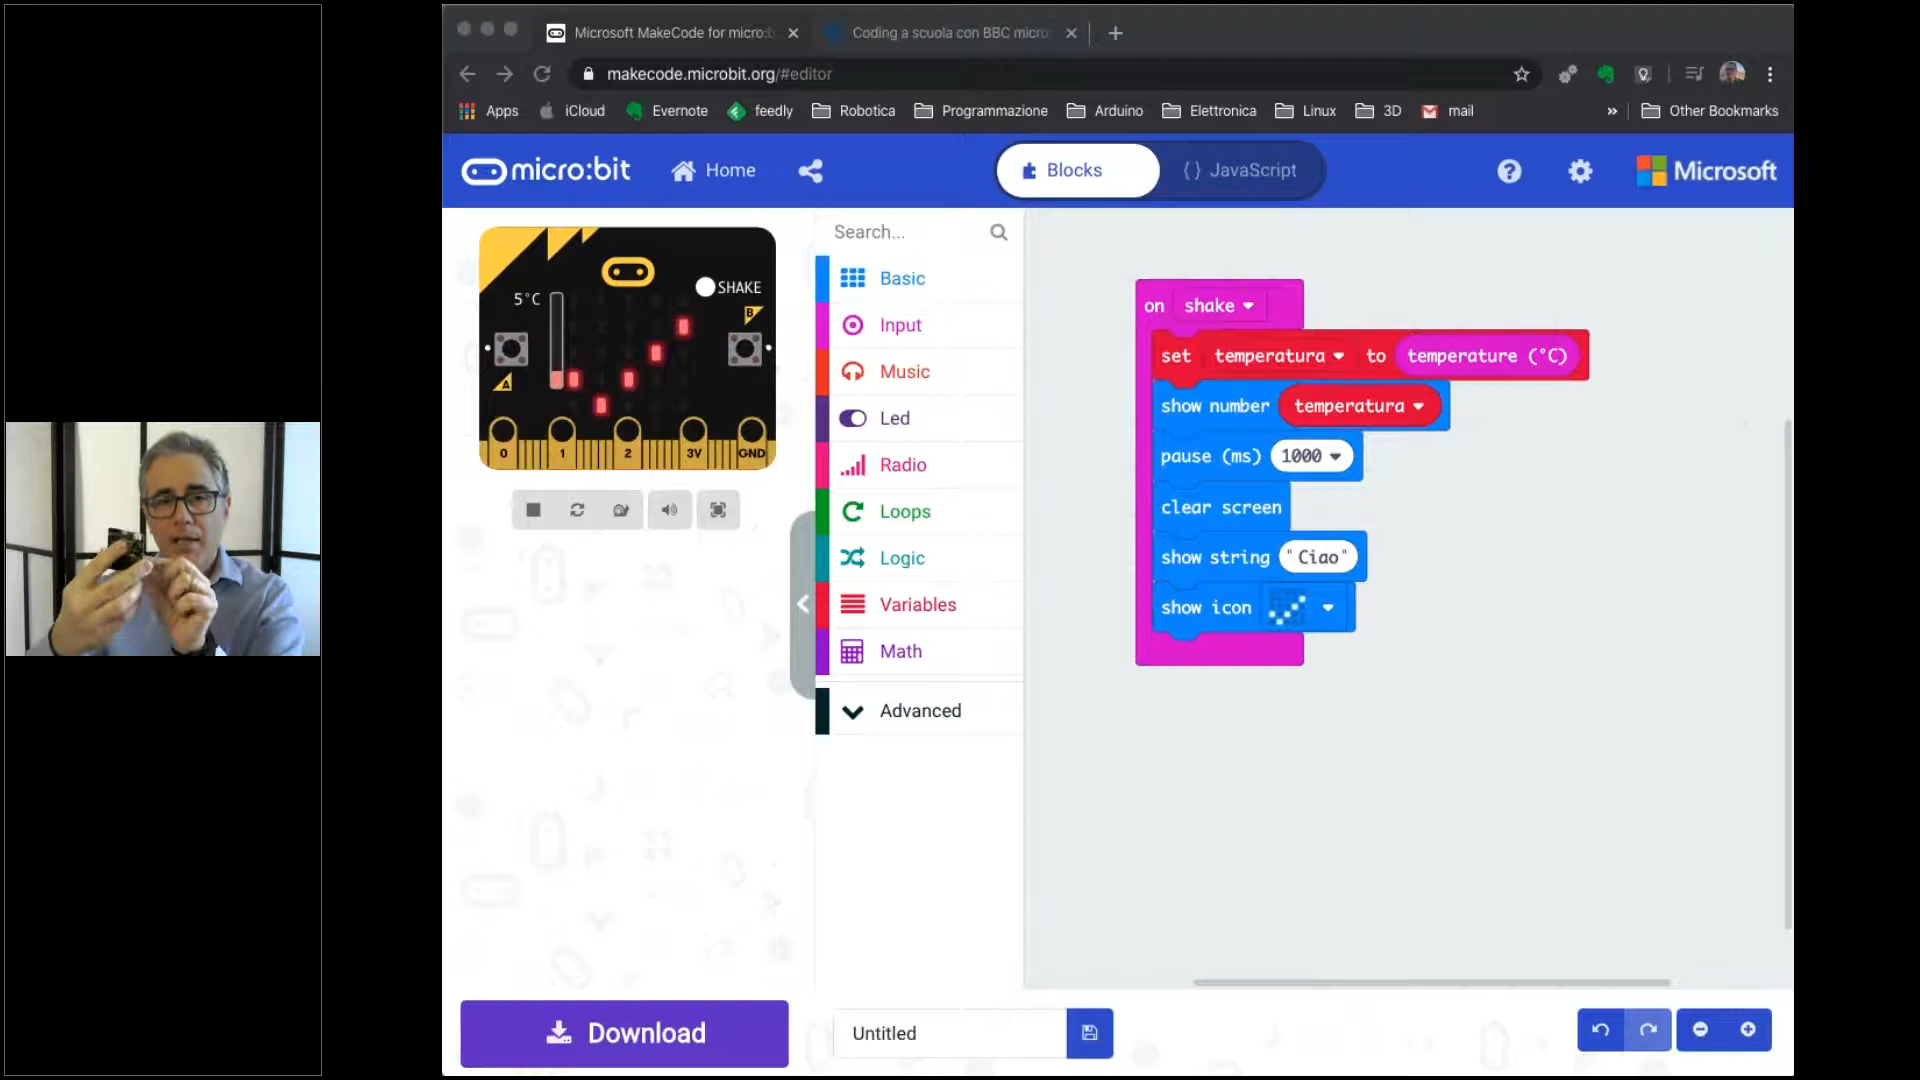 Microsoft MakeCode for micro:b
Coding a scuola con BBC micro
makecode.microbit.org/#editor
Apps iCloud Evernote feedly Robotica Programmazione Arduino Elettronica Linux 3D mail » Other Bookmarks
micro:bit Home Blocks {} JavaScript Microsoft
Search...
5°C SHAKE
B
A
0 1 2 3V GND
Basic
Input
Music
Led
Radio
Loops
Logic
Variables
Math
Advanced
on shake
set temperatura to temperature (°C)
show number temperatura
pause (ms) 1000
clear screen
show string "Ciao"
show icon
Download
Untitled